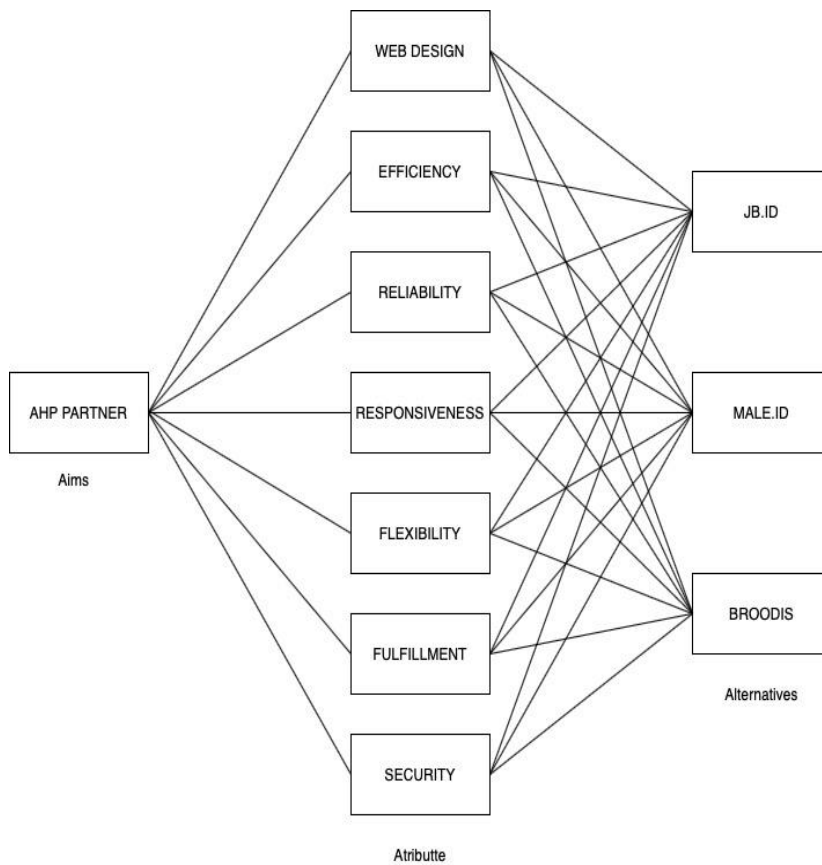 WEB DESIGN
EFFICIENCY
JB.ID
RELIABILITY
AHP PARTNER
RESPONSIVENESS
MALE.ID
Aims
FLEXIBILITY
BROODIS
FULFILLMENT
Alternatives
SECURITY
Atributte